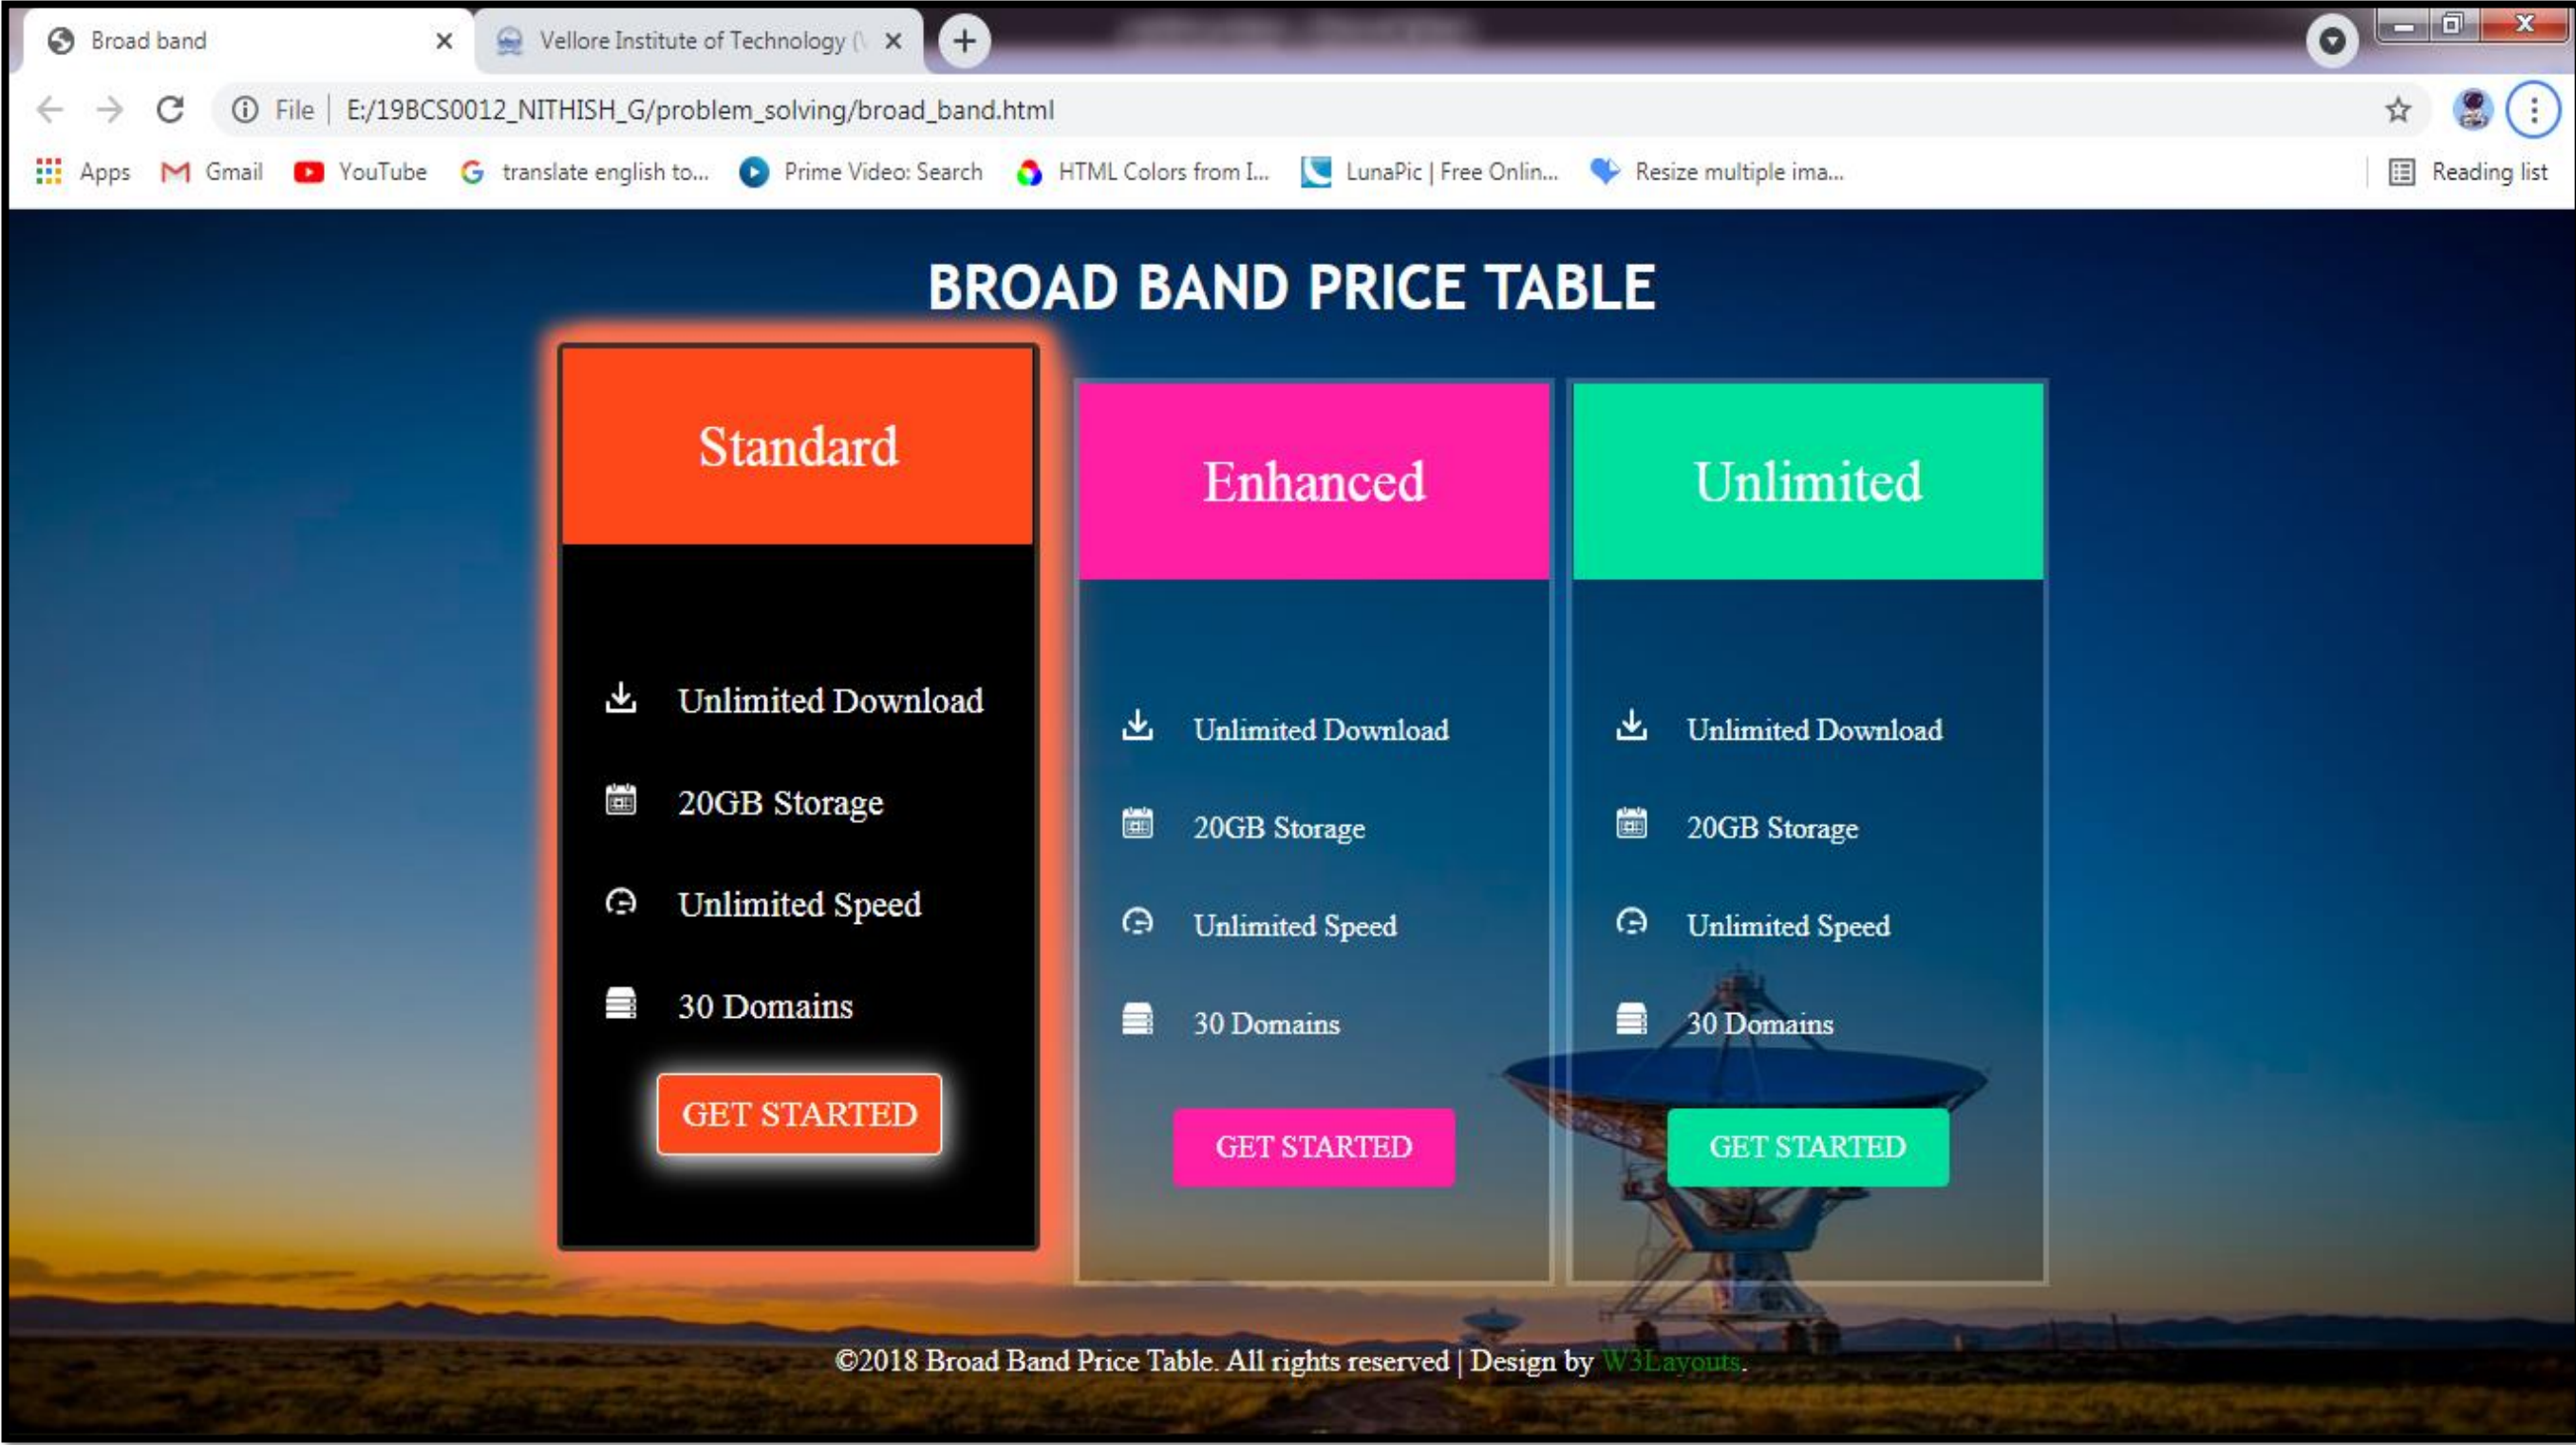 Broad band
Vellore Institute of Technology (
File | E:/19BCS0012_NITHISH_G/problem_solving/broad_band.html
Apps
Gmail
YouTube
translate english to...
Prime Video: Search
HTML Colors from I...
LunaPic | Free Onlin...
Resize multiple ima...
Reading list
BROAD BAND PRICE TABLE
Standard
Unlimited Download
20GB Storage
Unlimited Speed
30 Domains
GET STARTED
Enhanced
Unlimited Download
20GB Storage
Unlimited Speed
30 Domains
GET STARTED
Unlimited
Unlimited Download
20GB Storage
Unlimited Speed
30 Domains
GET STARTED
©2018 Broad Band Price Table. All rights reserved | Design by W3Layouts.